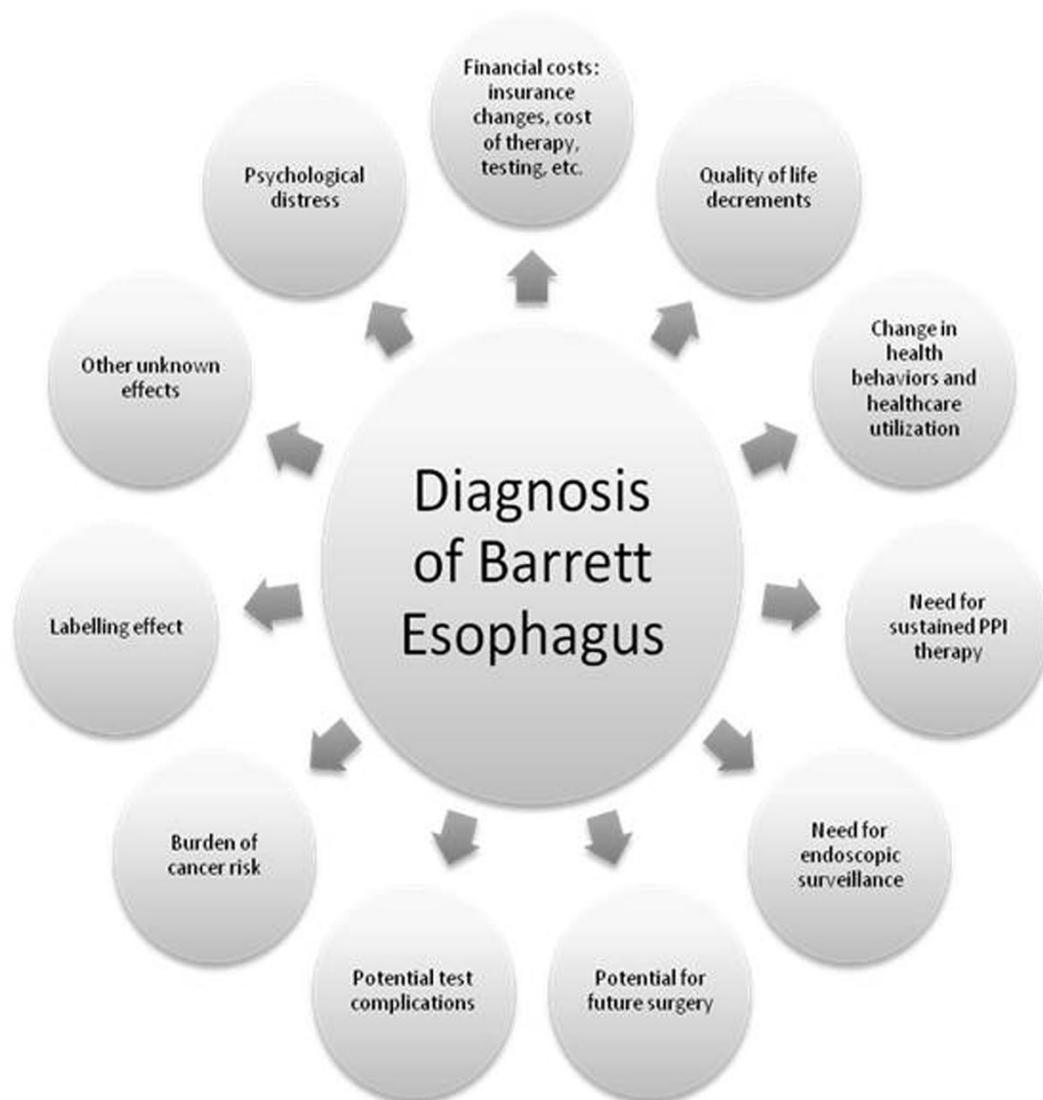 Financial costs:
insurance
changes, cost
of therapy,
testing, etc.
Quality of life
decrements
Change in
health
behaviors and
healthcare
utilization
Need for
sustained PPI
therapy
Need for
endoscopic
surveillance
Potential for
future surgery
Potential test
complications
Burden of
cancer risk
Labelling effect
Other unknown
effects
Psychological
distress
Diagnosis
of Barrett
Esophagus